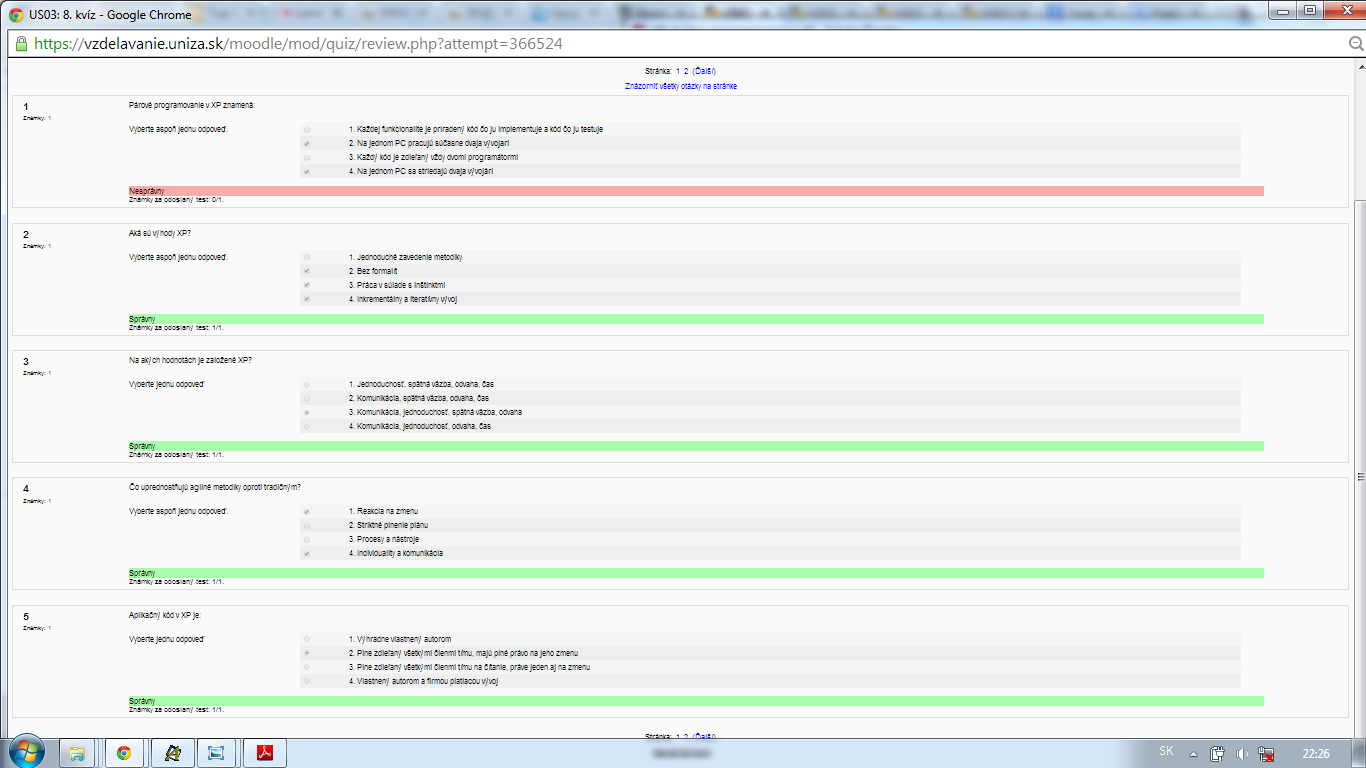 US03: 8. kvíz - Google Chrome
https://vzdelavanie.uniza.sk/moodle/mod/quiz/review.php?attempt=366524
Stránka: 1 2 (Ďalší)
Znázorniť všetky otázky na stránke
1
Známky: 1
Párové programovanie v XP znamená:
Vyberte aspoň jednu odpoveď.
1. Každej funkcionalite je priradený kód čo ju implementuje a kód čo ju testuje
2. Na jednom PC pracujú súčasne dvaja vývojari
3. Každý kód je zdieľaný vždy dvomi programátormi
4. Na jednom PC sa striedajú dvaja vývojári
Nesprávny
Známky za odoslaný test: 0/1.
2
Známky: 1
Aká sú výhody XP?
Vyberte aspoň jednu odpoveď.
1. Jednoduché zavedenie metodiky
2. Bez formalít
3. Práca v súlade s inštinktmi
4. Inkrementálny a iteratívny vývoj
Správny
Známky za odoslaný test: 1/1.
3
Známky: 1
Na akých hodnotách je založené XP?
Vyberte jednu odpoveď
1. Jednoduchosť, spätná väzba, odvaha, čas
2. Komunikácia, spätná väzba, odvaha, čas
3. Komunikácia, jednoduchosť, spätná väzba, odvaha
4. Komunikácia, jednoduchosť, odvaha, čas
Správny
Známky za odoslaný test: 1/1.
4
Známky: 1
Čo uprednostňujú agilné metodiky oproti tradičným?
Vyberte aspoň jednu odpoveď.
1. Reakcia na zmenu
2. Striktné plnenie plánu
3. Procesy a nástroje
4. Individuality a komunikácia
Správny
Známky za odoslaný test: 1/1.
5
Známky: 1
Aplikačný kód v XP je:
Vyberte jednu odpoveď
1. Výhradne vlastnený autorom
2. Plne zdieľaný všetkými členmi tímu, majú plné právo na jeho zmenu
3. Plne zdieľaný všetkými členmi tímu na čítanie, práve jeden aj na zmenu
4. Vlastnený autorom a firmou platiacou vývoj
Správny
Známky za odoslaný test: 1/1.
Stránka: 1 2 (Ďalší)
SK
22:26